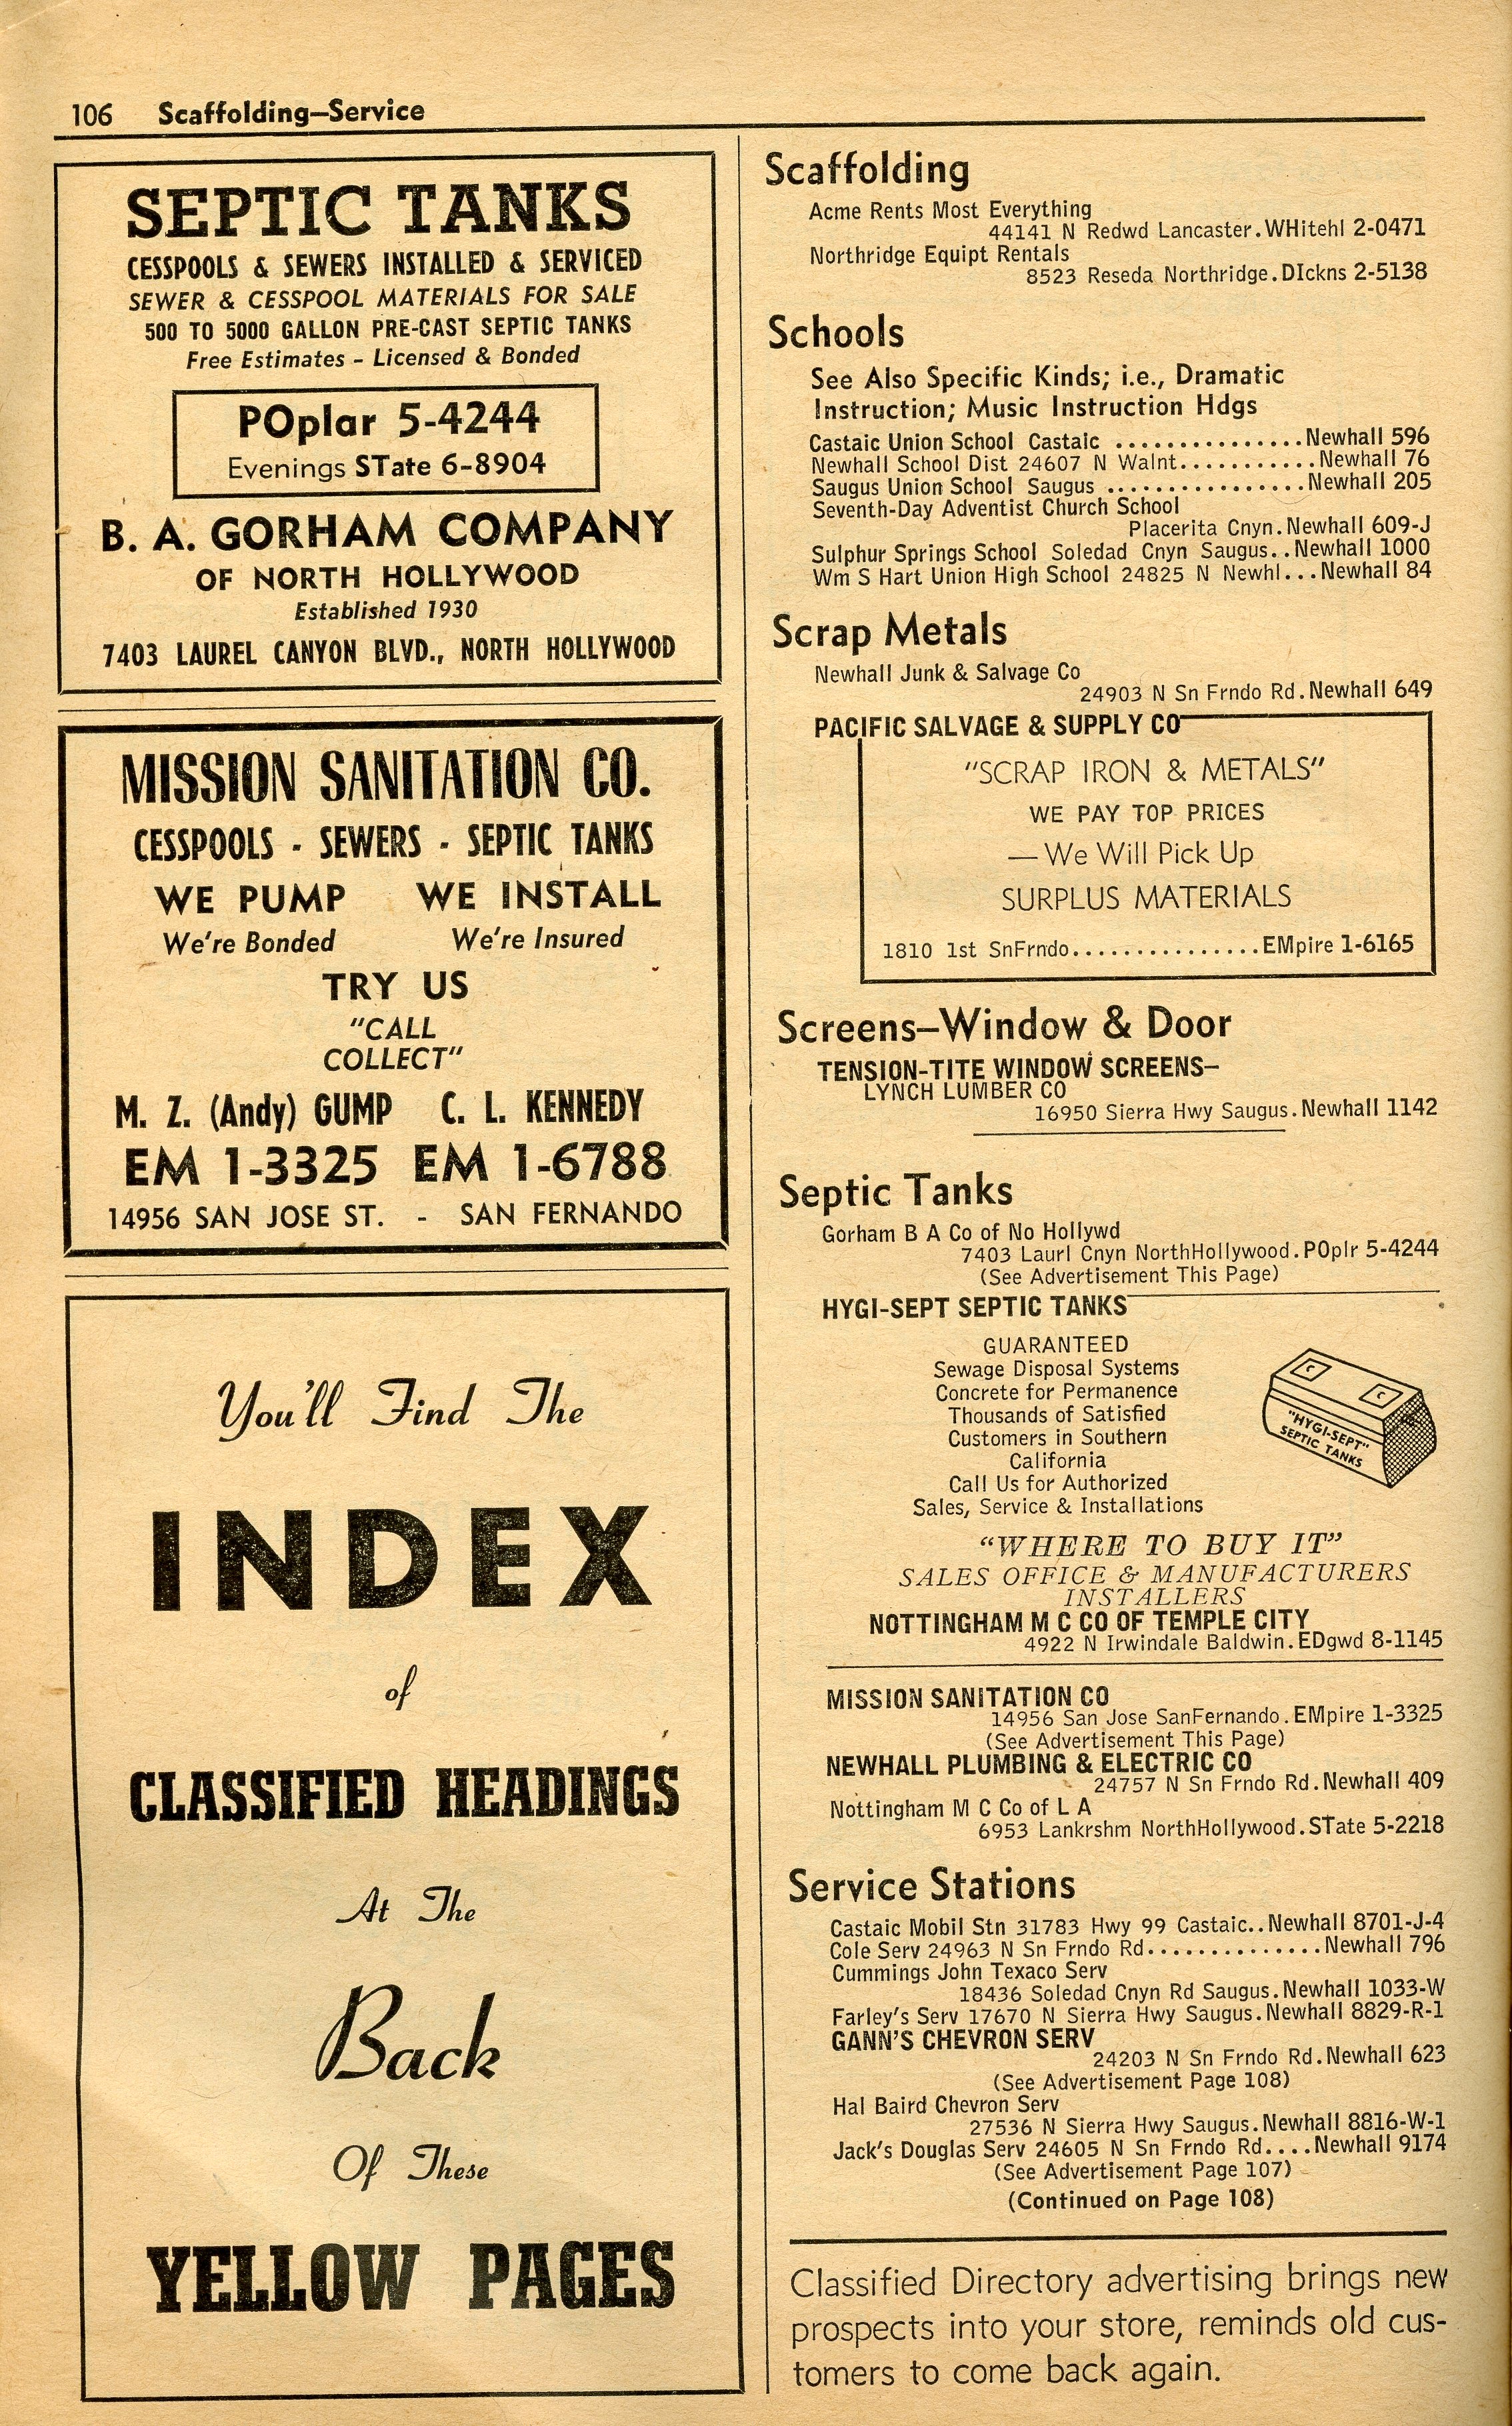 106 Scaffolding—Service
SEPTIC TANKS
CESSPOOLS & SEWERS INSTALLED & SERVICED
SEWER & CESSPOOL MATERIALS FOR SALE
500 TO 5000 GALLON PRE-CAST SEPTIC TANKS
Free Estimates - Licensed & Bonded
POplar 5-4244
Evenings STate 6-8904
B. A. GORHAM COMPANY
OF NORTH HOLLYWOOD
Established 1930
7403 LAUREL CANYON BLVD., NORTH HOLLYWOOD
MISSION SANITATION CO.
CESSPOOLS - SEWERS - SEPTIC TANKS
WE PUMP WE INSTALL
We're Bonded We're Insured
TRY US
"CALL
COLLECT"
M. Z. (Andy) GUMP C. L. KENNEDY
EM 1-3325 EM 1-6788
14956 SAN JOSE ST. - SAN FERNANDO
You'll Find The
INDEX
of
CLASSIFIED HEADINGS
At The
Back
Of These
YELLOW PAGES
Scaffolding
Acme Rents Most Everything
44141 N Redwd Lancaster.WHitehl 2-0471
Northridge Equipt Rentals
8523 Reseda Northridge.DIckns 2-5138
Schools
See Also Specific Kinds; i.e., Dramatic
Instruction; Music Instruction Hdgs
Castaic Union School Castaic ...............Newhall 596
Newhall School Dist 24607 N Walnt...........Newhall 76
Saugus Union School Saugus ................Newhall 205
Seventh-Day Adventist Church School
Placerita Cnyn.Newhall 609-J
Sulphur Springs School Soledad Cnyn Saugus..Newhall 1000
Wm S Hart Union High School 24825 N Newhl...Newhall 84
Scrap Metals
Newhall Junk & Salvage Co
24903 N Sn Frndo Rd.Newhall 649
PACIFIC SALVAGE & SUPPLY CO
"SCRAP IRON & METALS"
WE PAY TOP PRICES
—We Will Pick Up
SURPLUS MATERIALS
1810 1st SnFrndo...............EMpire 1-6165
Screens—Window & Door
TENSION-TITE WINDOW SCREENS—
LYNCH LUMBER CO
16950 Sierra Hwy Saugus.Newhall 1142
Septic Tanks
Gorham B A Co of No Hollywd
7403 Laurl Cnyn NorthHollywood.POplr 5-4244
(See Advertisement This Page)
HYGI-SEPT SEPTIC TANKS
GUARANTEED
Sewage Disposal Systems
Concrete for Permanence
Thousands of Satisfied
Customers in Southern
California
Call Us for Authorized
Sales, Service & Installations
"HYGI-SEPT"
SEPTIC TANKS
"WHERE TO BUY IT"
SALES OFFICE & MANUFACTURERS
INSTALLERS
NOTTINGHAM M C CO OF TEMPLE CITY
4922 N Irwindale Baldwin.EDgwd 8-1145
MISSION SANITATION CO
14956 San Jose SanFernando.EMpire 1-3325
(See Advertisement This Page)
NEWHALL PLUMBING & ELECTRIC CO
24757 N Sn Frndo Rd.Newhall 409
Nottingham M C Co of L A
6953 Lankrshm NorthHollywood.STate 5-2218
Service Stations
Castaic Mobil Stn 31783 Hwy 99 Castaic..Newhall 8701-J-4
Cole Serv 24963 N Sn Frndo Rd..............Newhall 796
Cummings John Texaco Serv
18436 Soledad Cnyn Rd Saugus.Newhall 1033-W
Farley's Serv 17670 N Sierra Hwy Saugus.Newhall 8829-R-1
GANN'S CHEVRON SERV
24203 N Sn Frndo Rd.Newhall 623
(See Advertisement Page 108)
Hal Baird Chevron Serv
27536 N Sierra Hwy Saugus.Newhall 8816-W-1
Jack's Douglas Serv 24605 N Sn Frndo Rd....Newhall 9174
(See Advertisement Page 107)
(Continued on Page 108)
Classified Directory advertising brings new
prospects into your store, reminds old cus-
tomers to come back again.